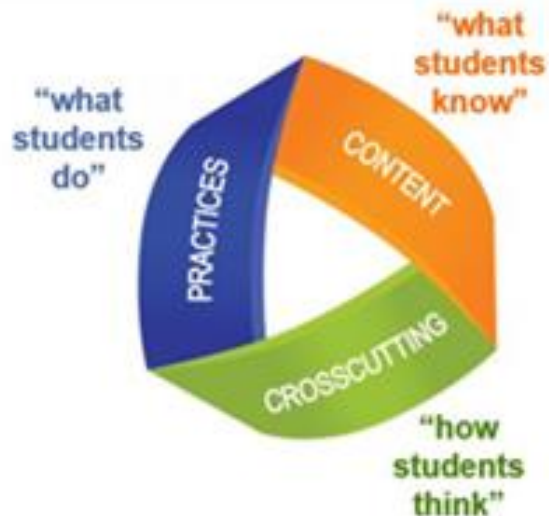 “what
students
know”
“what
students
do”
PRACTICES
CONTENT
CROSSCUTTING
“how
students
think”